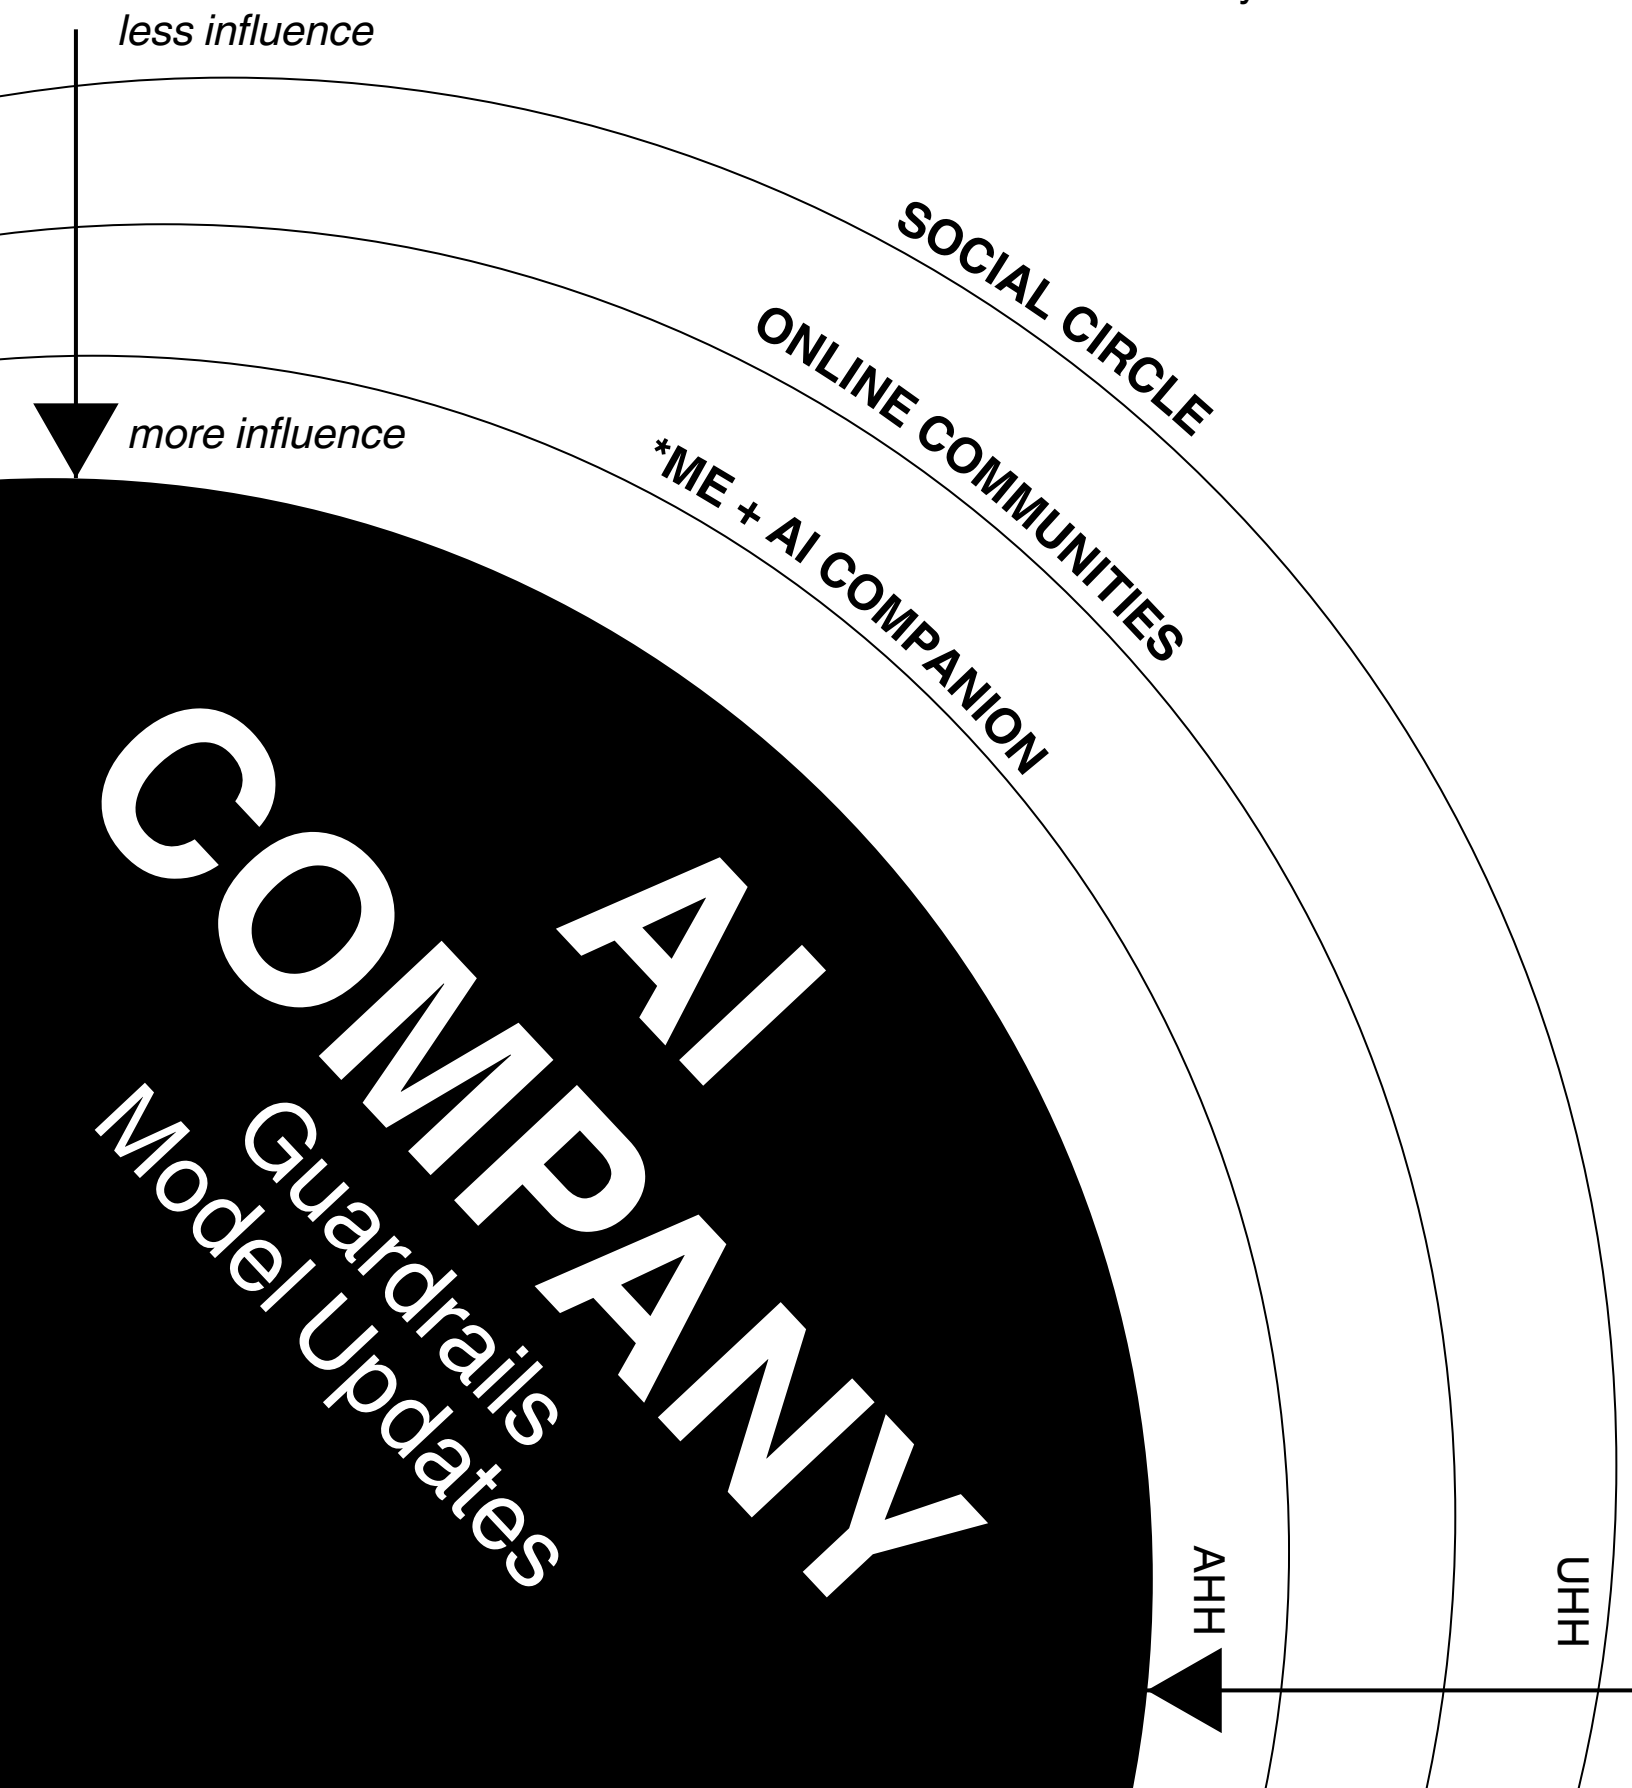 less influence
SOCIAL CIRCLE
ONLINE COMMUNITIES
*ME + AI COMPANION
more influence
AI
COMPANY
Guardrails
Model Updates
AHH
UHH